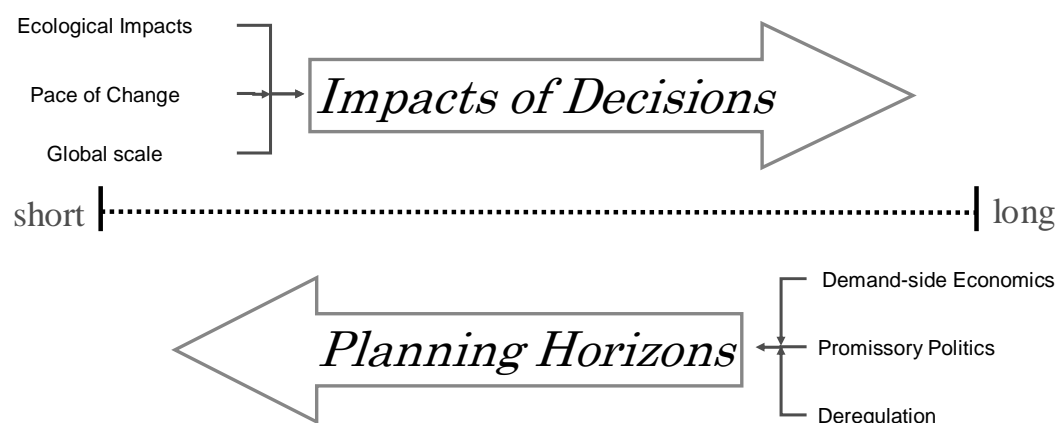 Ecological Impacts
Pace of Change
Global scale
Impacts of Decisions
short
long
Demand-side Economics
Planning Horizons
Promissory Politics
Deregulation